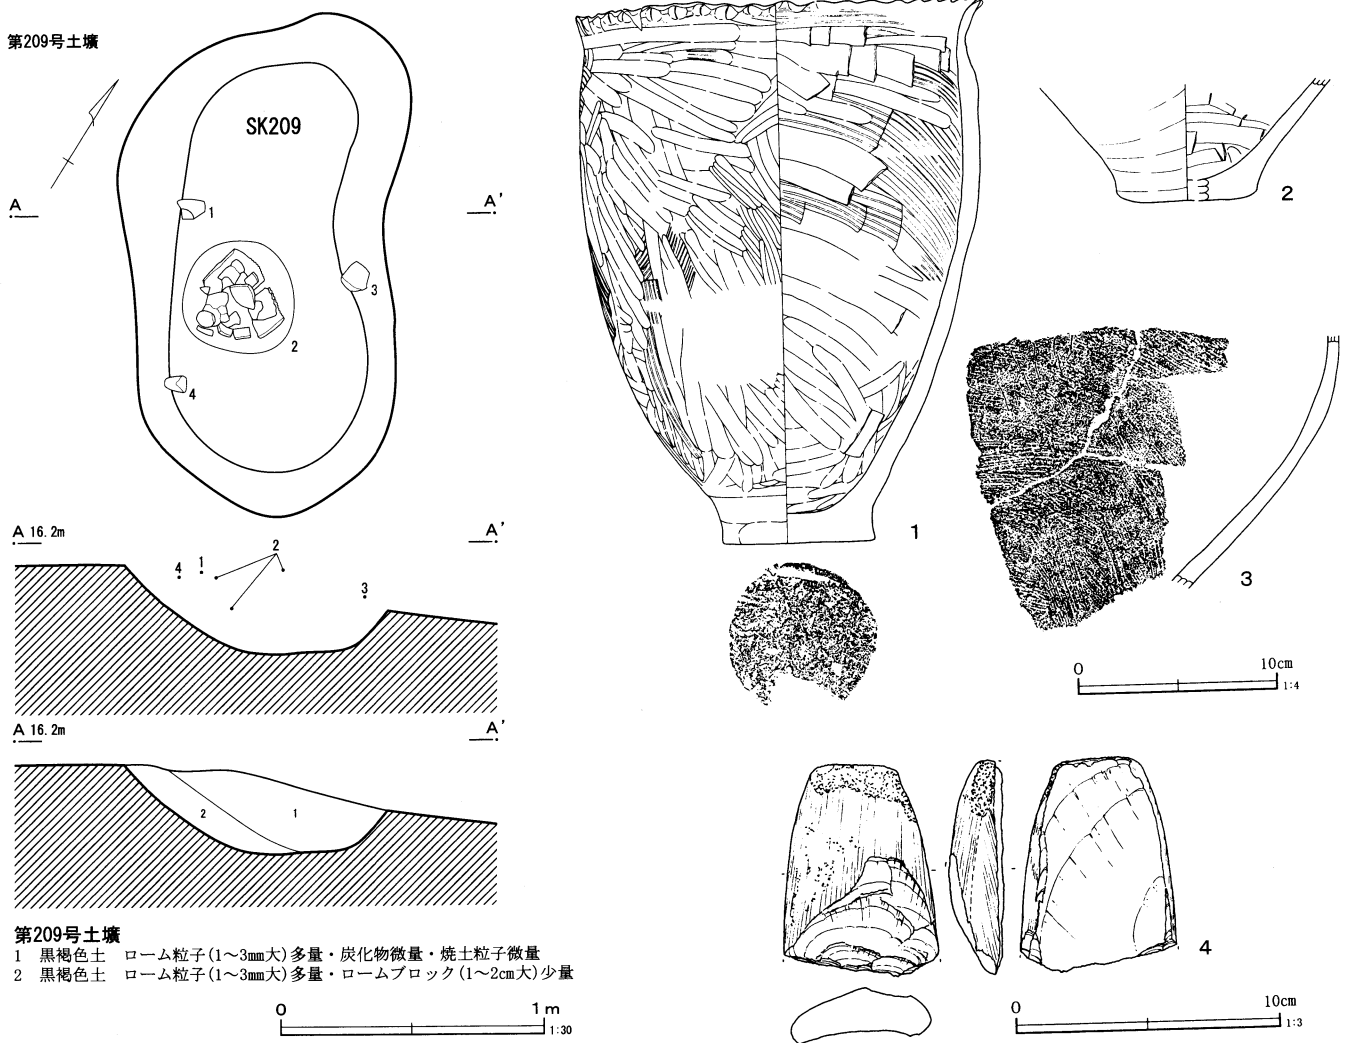 第209号土壙
SK209
A
A'
1
3
2
4
A 16.2m
A'
4 1 2 3
A 16.2m
A'
2 1
第209号土壙
1 黒褐色土 ローム粒子(1～3㎜大)多量・炭化物微量・焼土粒子微量
2 黒褐色土 ローム粒子(1～3㎜大)多量・ロームブロック(1～2㎝大)少量
0 1m
1:30
1
2
3
0 10cm
1:4
4
0 10cm
1:3